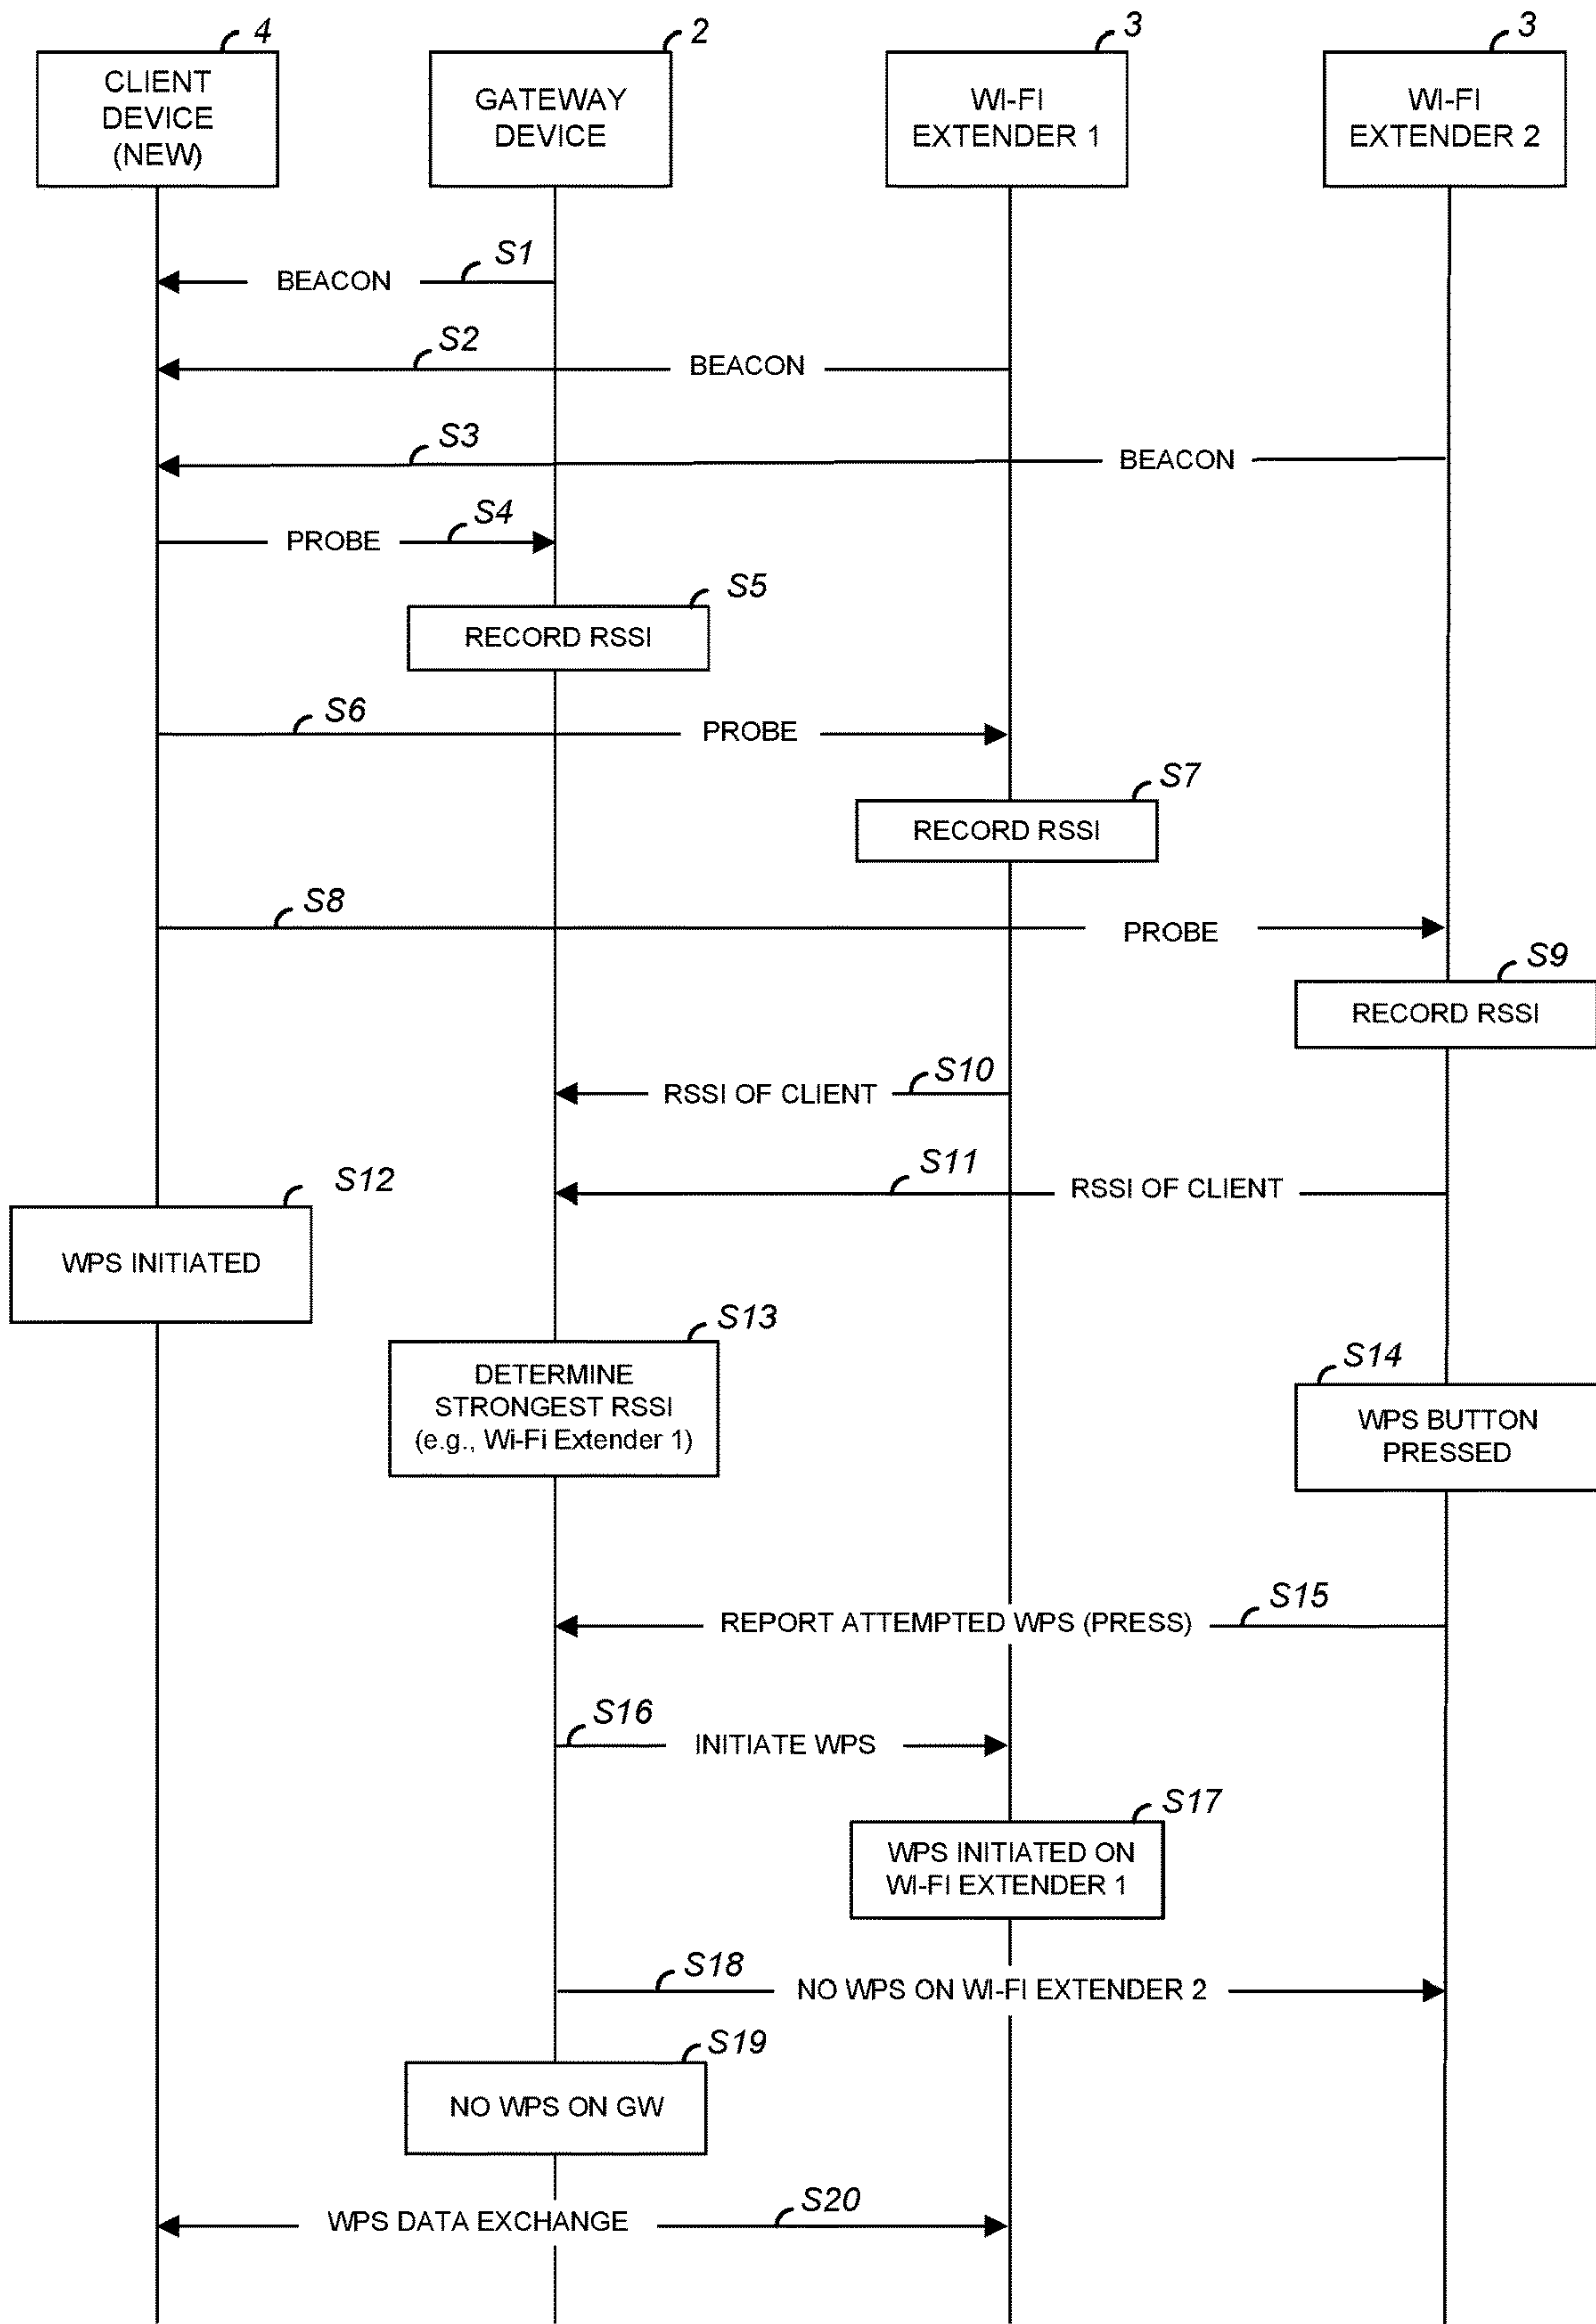 4
2
3
3
CLIENT
DEVICE
(NEW)
GATEWAY
DEVICE
WI-FI
EXTENDER 1
WI-FI
EXTENDER 2
S1
BEACON
S2
BEACON
S3
BEACON
S4
PROBE
S5
RECORD RSSI
S6
PROBE
S7
RECORD RSSI
S8
PROBE
S9
RECORD RSSI
S10
RSSI OF CLIENT
S11
RSSI OF CLIENT
S12
WPS INITIATED
S13
DETERMINE
STRONGEST RSSI
(e.g., Wi-Fi Extender 1)
S14
WPS BUTTON
PRESSED
S15
REPORT ATTEMPTED WPS (PRESS)
S16
INITIATE WPS
S17
WPS INITIATED ON
WI-FI EXTENDER 1
S18
NO WPS ON WI-FI EXTENDER 2
S19
NO WPS ON GW
S20
WPS DATA EXCHANGE